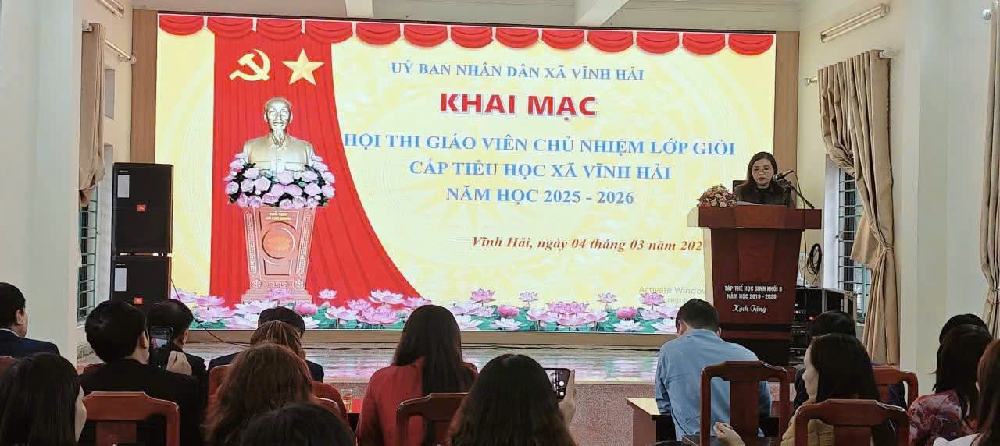 UỶ BAN NHÂN DÂN XÃ VĨNH HẢI
KHAI MẠC
HỘI THI GIÁO VIÊN CHỦ NHIỆM LỚP GIỎI
CẤP TIỂU HỌC XÃ VĨNH HẢI
NĂM HỌC 2025 - 2026
Vĩnh Hải, ngày 04 tháng 03 năm 202
Activate Window
TẬP THỂ HỌC SINH KHỐI 5
NĂM HỌC 2019 - 2020
Kính Tặng